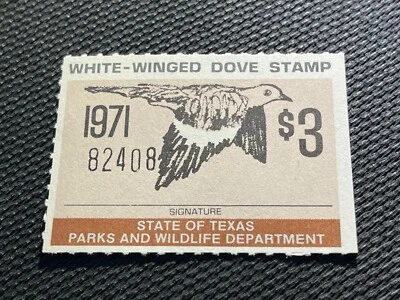 WHITE-WINGED DOVE STAMP
1971
$3
82408
SIGNATURE
STATE OF TEXAS
PARKS AND WILDLIFE DEPARTMENT